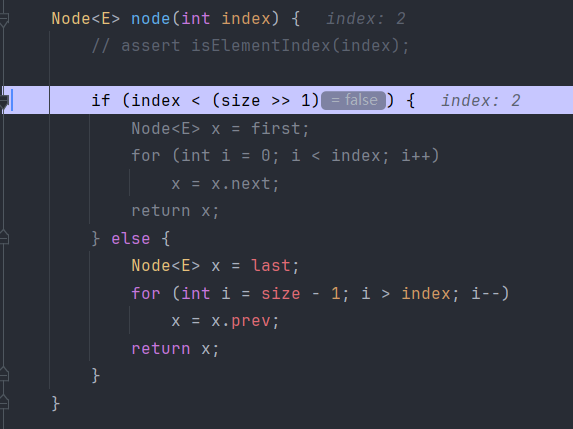 Node<E> node(int index) {   index: 2
// assert isElementIndex(index);
if (index < (size >> 1) = false ) {   index: 2
Node<E> x = first;
for (int i = 0; i < index; i++)
x = x.next;
return x;
} else {
Node<E> x = last;
for (int i = size - 1; i > index; i--)
x = x.prev;
return x;
}
}